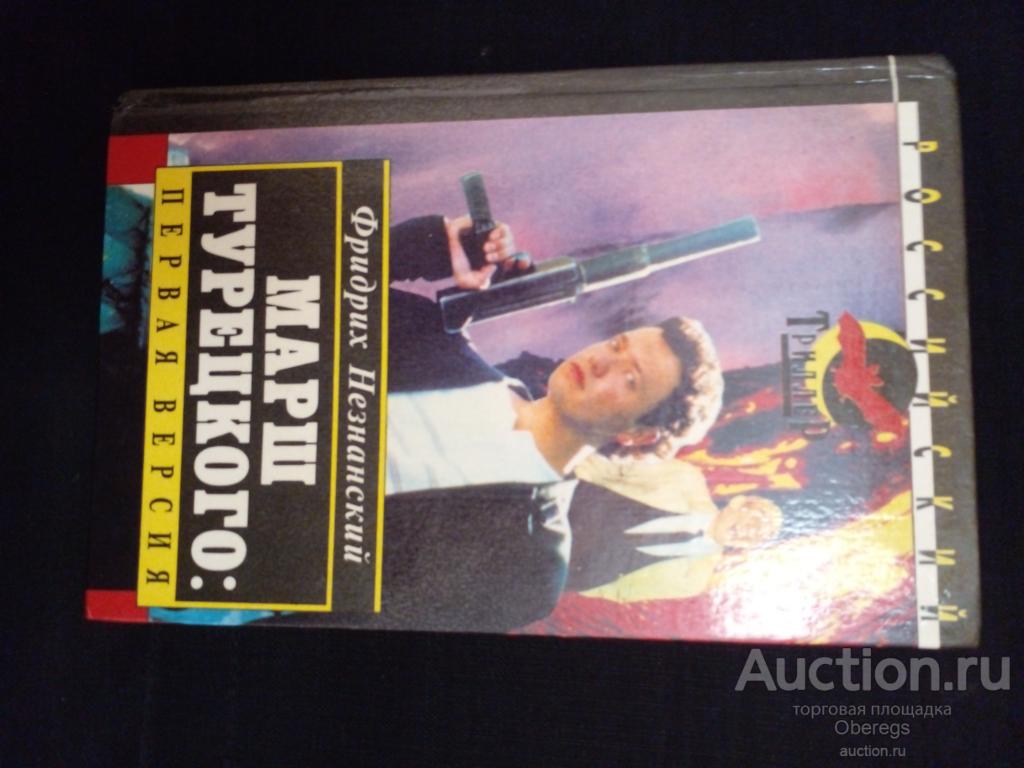 РОССИЙСКИЙ
Триллер
Фридрих Незнанский
МАРШ
ТУРЕЦКОГО:
ПЕРВАЯ ВЕРСИЯ
Auction.ru
торговая площадка
Oberegs
auction.ru